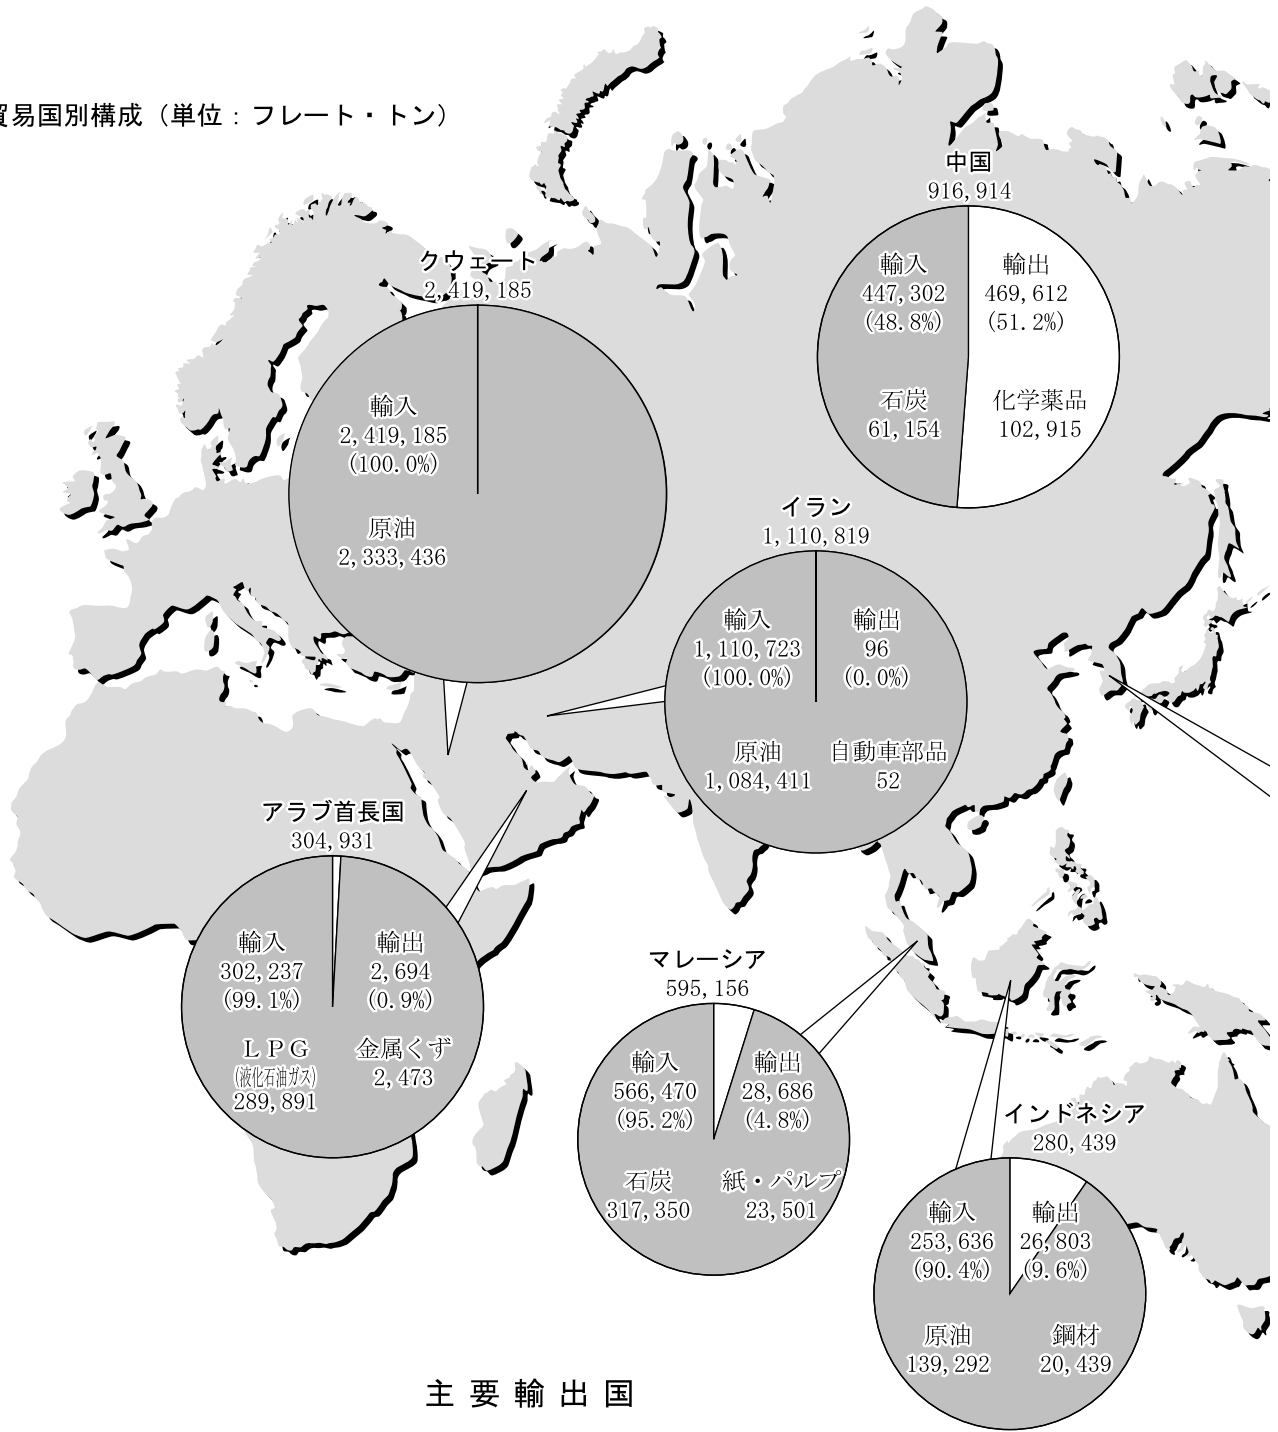 貿易国別構成（単位：フレート・トン）
中国
916,914
輸入
447,302
(48.8%)
輸出
469,612
(51.2%)
石炭
61,154
化学薬品
102,915
クウェート
2,419,185
輸入
2,419,185
(100.0%)
原油
2,333,436
イラン
1,110,819
輸入
1,110,723
(100.0%)
輸出
96
(0.0%)
原油
1,084,411
自動車部品
52
アラブ首長国
304,931
輸入
302,237
(99.1%)
輸出
2,694
(0.9%)
ＬＰＧ
(液化石油ガス)
289,891
金属くず
2,473
マレーシア
595,156
輸入
566,470
(95.2%)
輸出
28,686
(4.8%)
石炭
317,350
紙・パルプ
23,501
インドネシア
280,439
輸入
253,636
(90.4%)
輸出
26,803
(9.6%)
原油
139,292
鋼材
20,439
主要輸出国